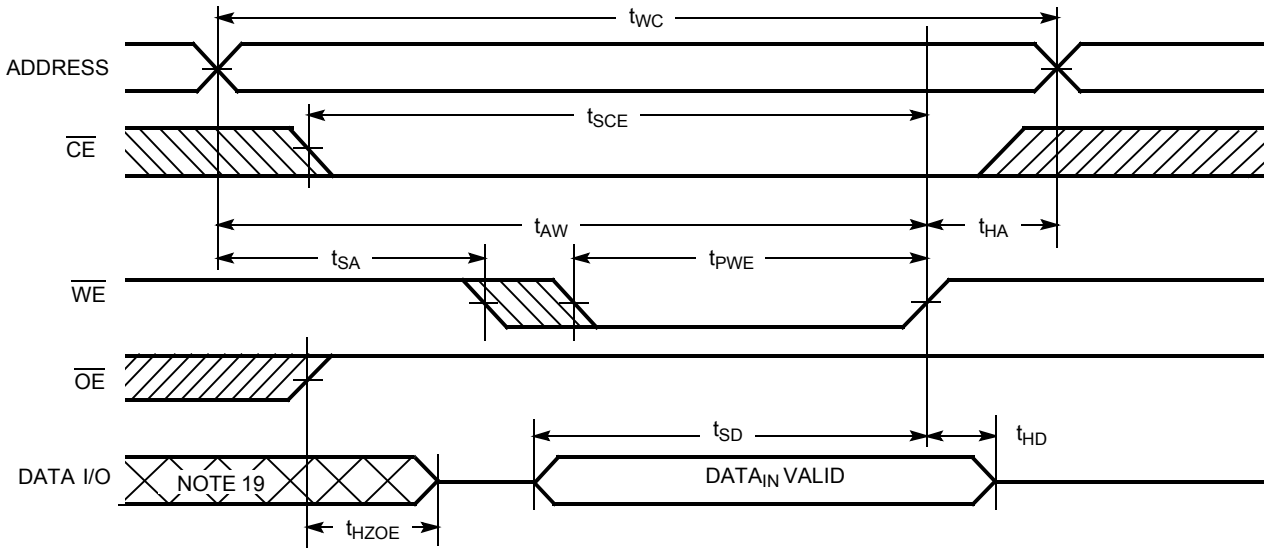 tWC
ADDRESS
tSCE
CE
tAW
tHA
tSA
tPWE
WE
OE
tSD
tHD
DATA I/O
NOTE 19
DATAIN VALID
tHZOE